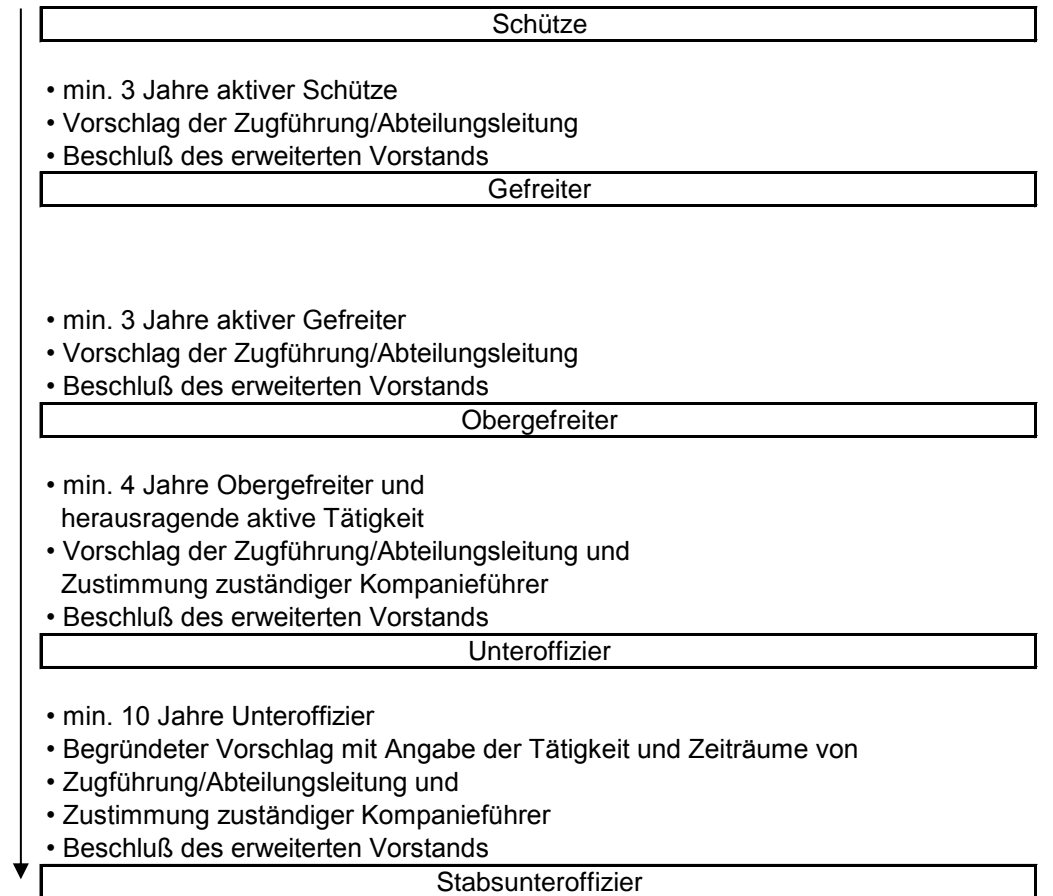 Schütze
• min. 3 Jahre aktiver Schütze
• Vorschlag der Zugführung/Abteilungsleitung
• Beschluß des erweiterten Vorstands
Gefreiter
• min. 3 Jahre aktiver Gefreiter
• Vorschlag der Zugführung/Abteilungsleitung
• Beschluß des erweiterten Vorstands
Obergefreiter
• min. 4 Jahre Obergefreiter und
herausragende aktive Tätigkeit
• Vorschlag der Zugführung/Abteilungsleitung und
Zustimmung zuständiger Kompanieführer
• Beschluß des erweiterten Vorstands
Unteroffizier
• min. 10 Jahre Unteroffizier
• Begründeter Vorschlag mit Angabe der Tätigkeit und Zeiträume von
• Zugführung/Abteilungsleitung und
• Zustimmung zuständiger Kompanieführer
• Beschluß des erweiterten Vorstands
Stabsunteroffizier